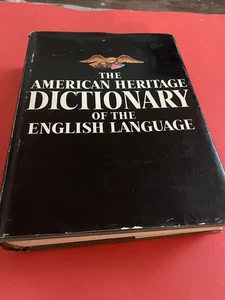 THE
AMERICAN HERITAGE
DICTIONARY
OF THE
ENGLISH LANGUAGE